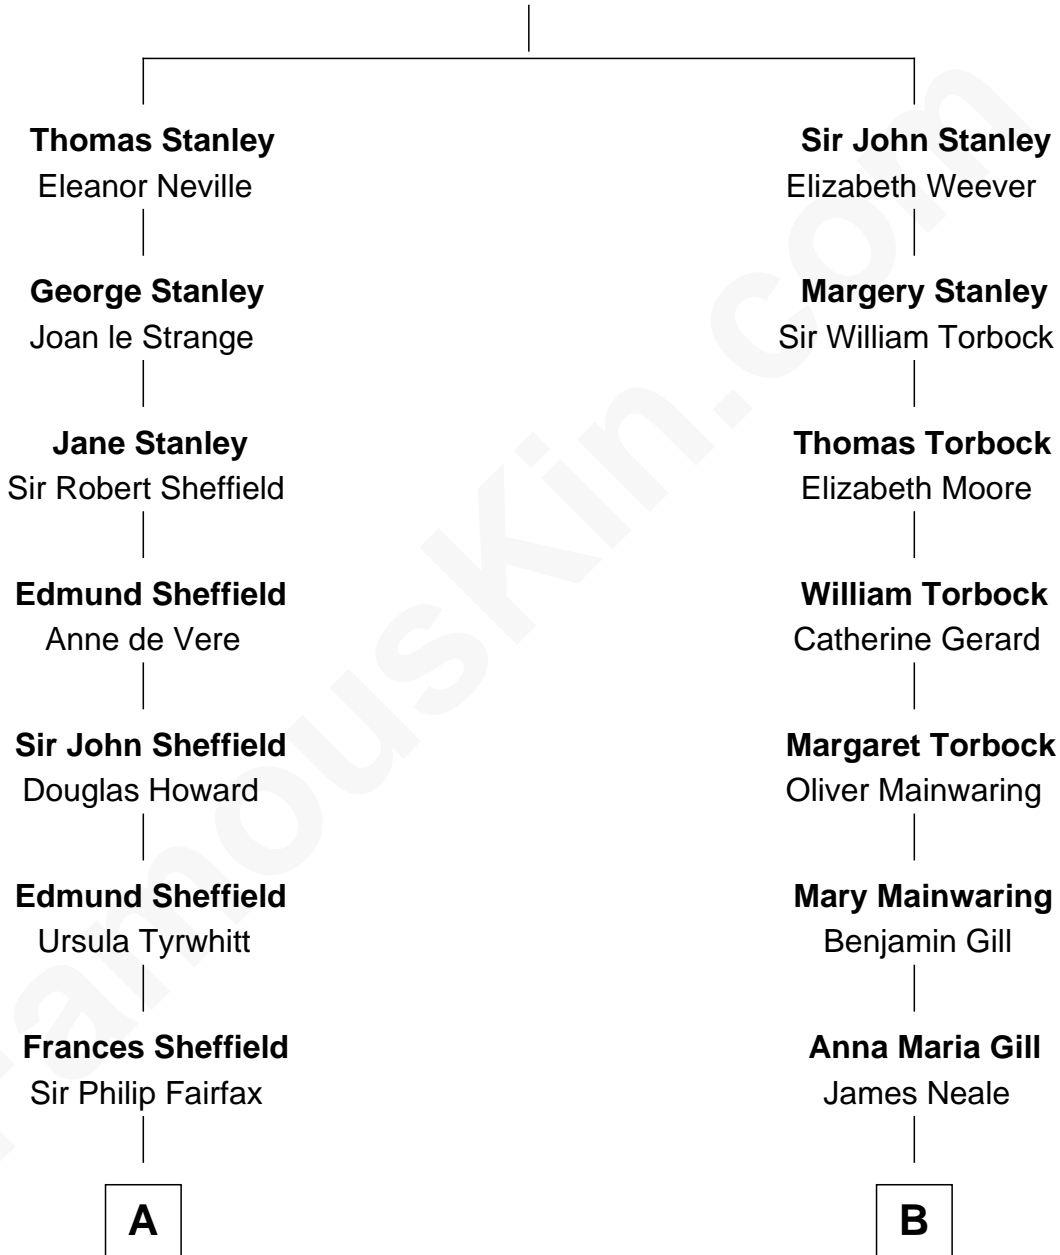 Thomas Stanley
Eleanor Neville
George Stanley
Joan le Strange
Jane Stanley
Sir Robert Sheffield
Edmund Sheffield
Anne de Vere
Sir John Sheffield
Douglas Howard
Edmund Sheffield
Ursula Tyrwhitt
Frances Sheffield
Sir Philip Fairfax
A
Sir John Stanley
Elizabeth Weever
Margery Stanley
Sir William Torbock
Thomas Torbock
Elizabeth Moore
William Torbock
Catherine Gerard
Margaret Torbock
Oliver Mainwaring
Mary Mainwaring
Benjamin Gill
Anna Maria Gill
James Neale
B
FamousKin.com